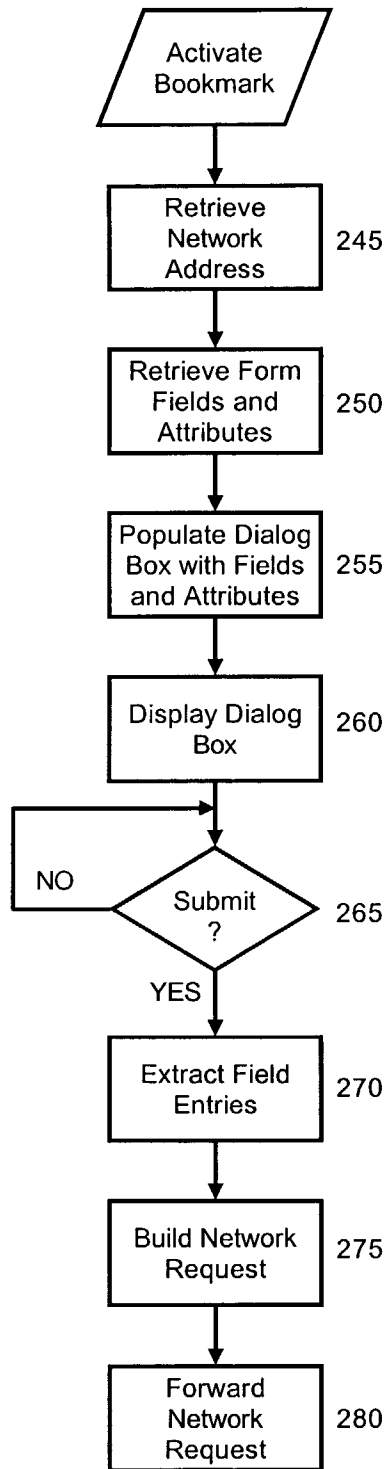 Activate
Bookmark
Retrieve
Network
Address
245
Retrieve Form
Fields and
Attributes
250
Populate Dialog
Box with Fields
and Attributes
255
Display Dialog
Box
260
NO
Submit
?
265
YES
Extract Field
Entries
270
Build Network
Request
275
Forward
Network
Request
280